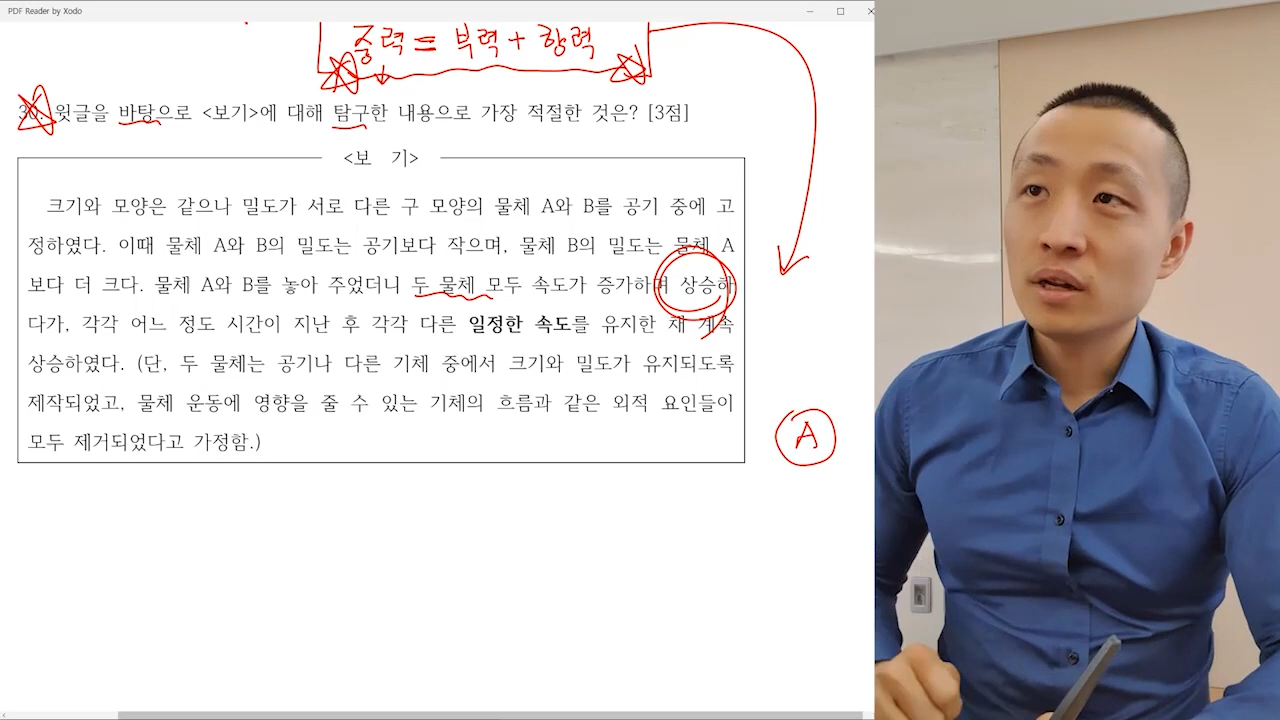 PDF Reader by Xodo
중력 = 부력 + 항력
30. 윗글을 바탕으로 <보기>에 대해 탐구한 내용으로 가장 적절한 것은? [3점]
<보 기>
크기와 모양은 같으나 밀도가 서로 다른 구 모양의 물체 A와 B를 공기 중에 고
정하였다. 이때 물체 A와 B의 밀도는 공기보다 작으며, 물체 B의 밀도는 물체 A
보다 더 크다. 물체 A와 B를 놓아 주었더니 두 물체 모두 속도가 증가하며 상승하
다가, 각각 어느 정도 시간이 지난 후 각각 다른 일정한 속도를 유지한 채 계속
상승하였다. (단, 두 물체는 공기나 다른 기체 중에서 크기와 밀도가 유지되도록
제작되었고, 물체 운동에 영향을 줄 수 있는 기체의 흐름과 같은 외적 요인들이
모두 제거되었다고 가정함.)
A